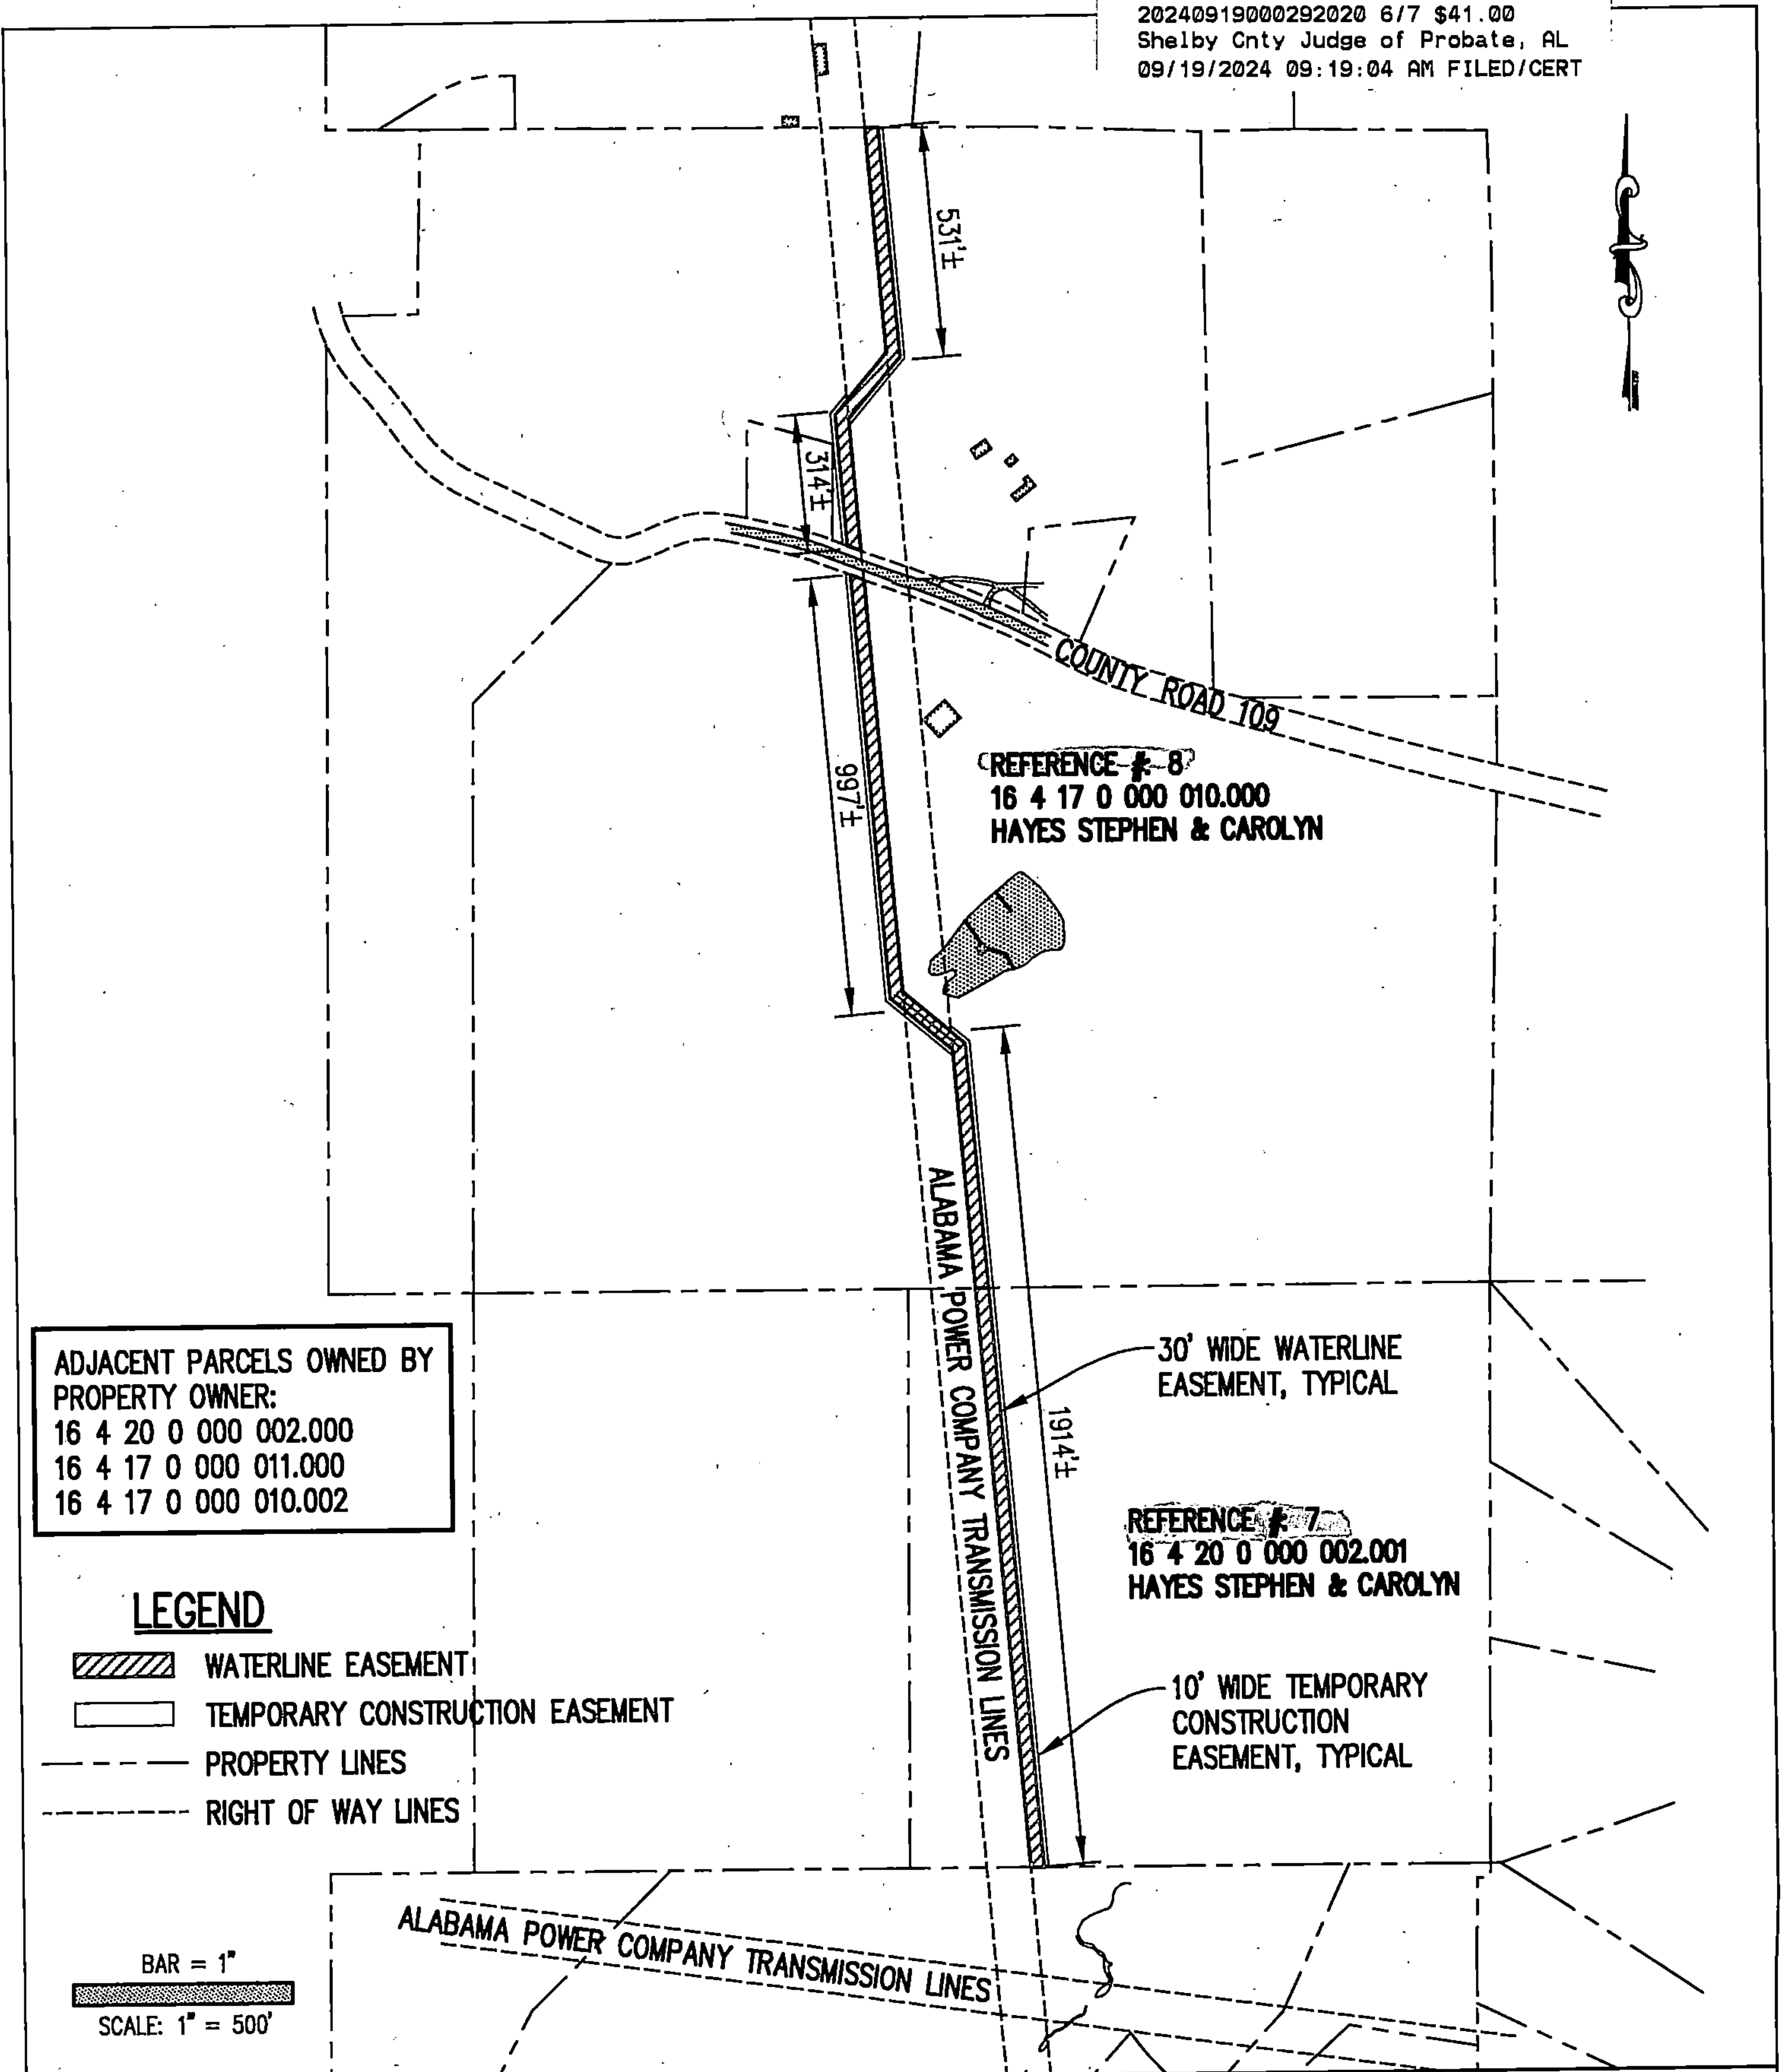 20240919000292020 6/7 $41.00
Shelby Cnty Judge of Probate, AL
09/19/2024 09:19:04 AM FILED/CERT
531'±
314'±
COUNTY ROAD 109
997'±
REFERENCE #: 8
16 4 17 0 000 010.000
HAYES STEPHEN & CAROLYN
ALABAMA POWER COMPANY TRANSMISSION LINES
1914'±
30' WIDE WATERLINE
EASEMENT, TYPICAL
ADJACENT PARCELS OWNED BY
PROPERTY OWNER:
16 4 20 0 000 002.000
16 4 17 0 000 011.000
16 4 17 0 000 010.002
REFERENCE #: 7
16 4 20 0 000 002.001
HAYES STEPHEN & CAROLYN
LEGEND
WATERLINE EASEMENT
TEMPORARY CONSTRUCTION EASEMENT
PROPERTY LINES
RIGHT OF WAY LINES
10' WIDE TEMPORARY
CONSTRUCTION
EASEMENT, TYPICAL
ALABAMA POWER COMPANY TRANSMISSION LINES
BAR = 1"
SCALE: 1" = 500'